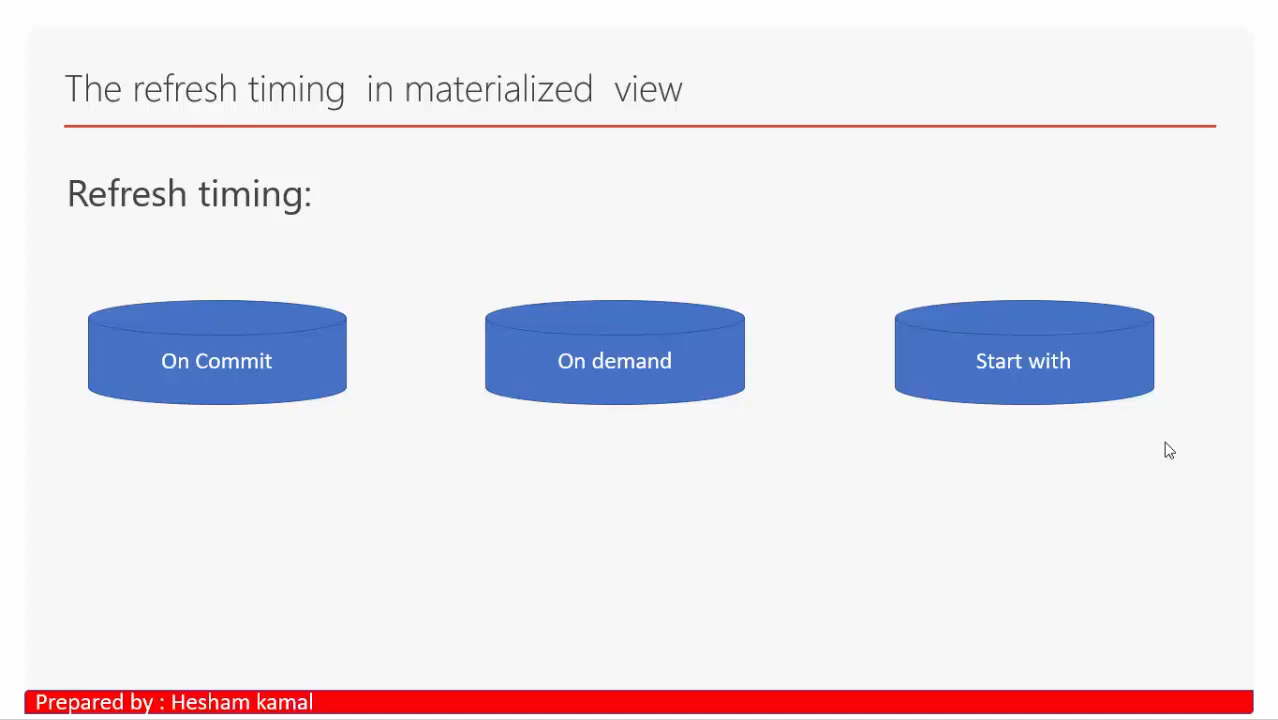 The refresh timing in materialized view
Refresh timing:
On Commit
On demand
Start with
Prepared by : Hesham kamal